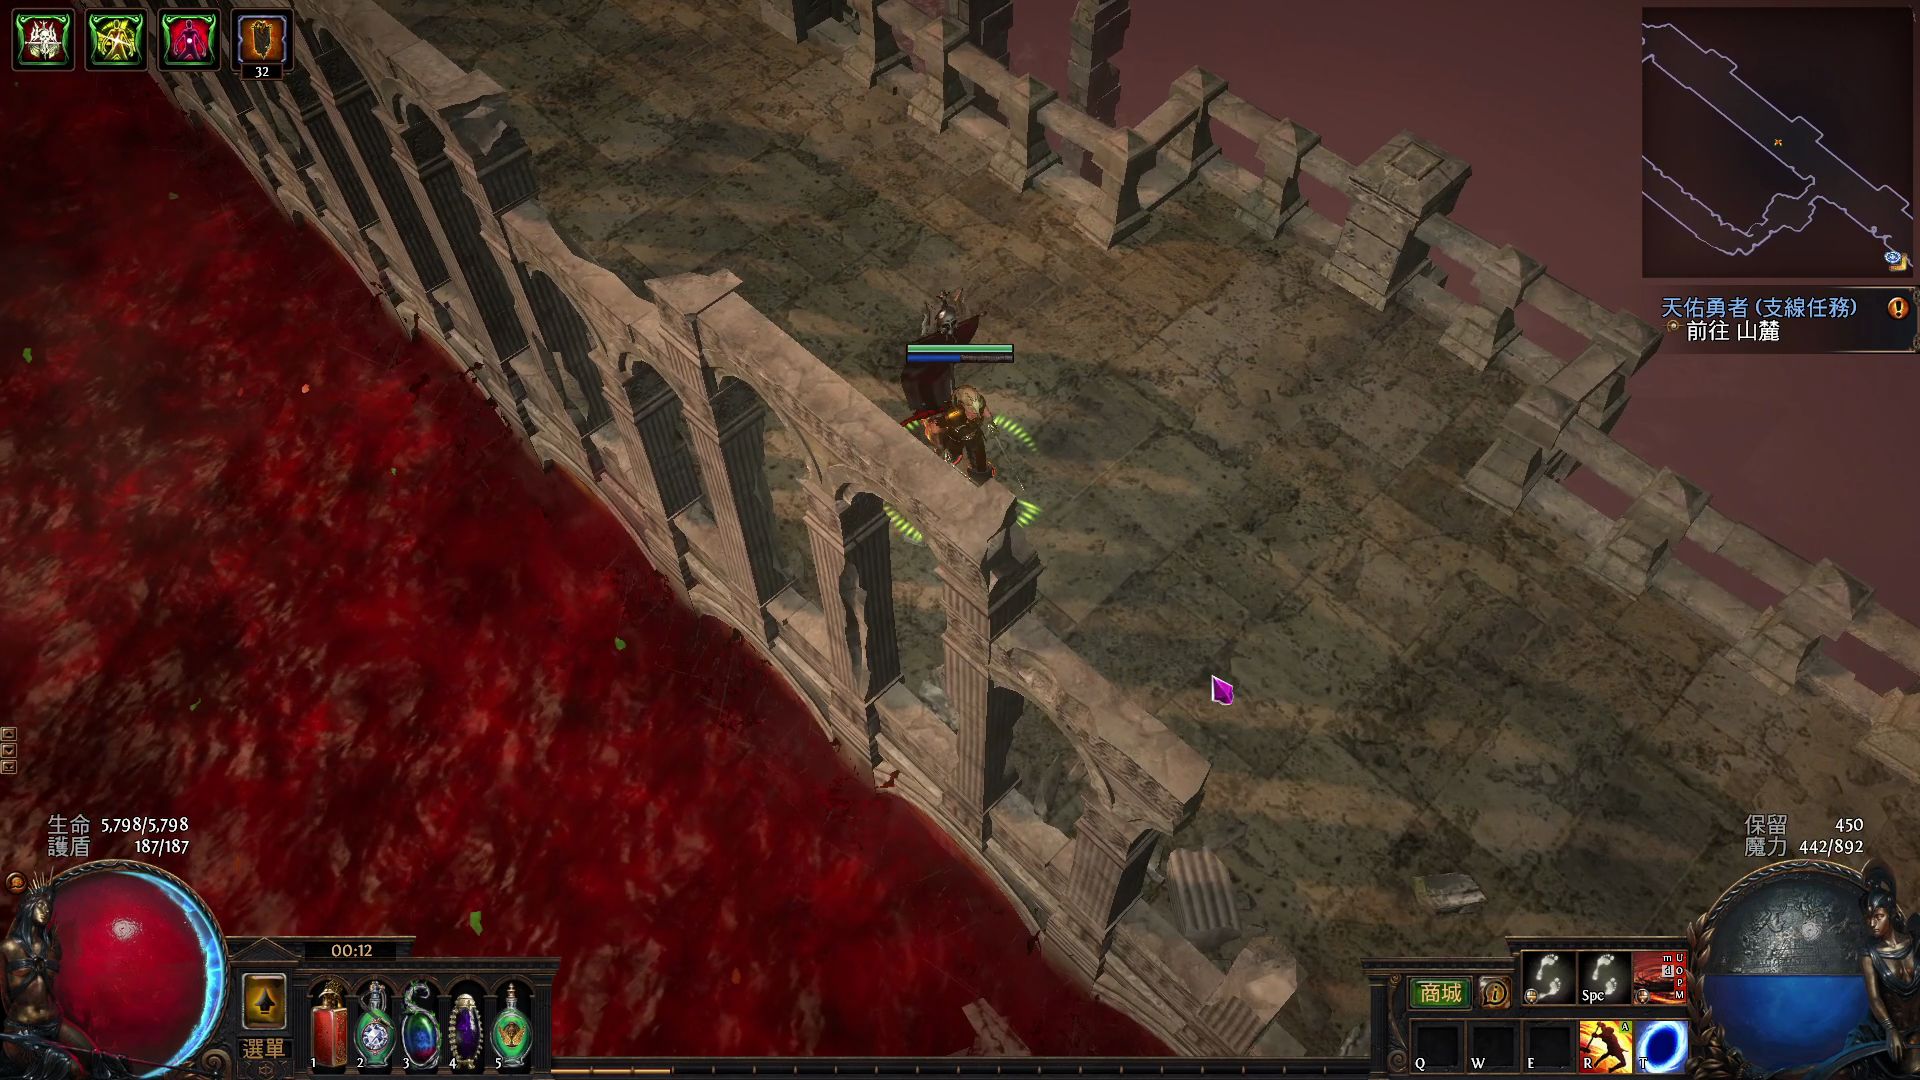 32
天佑勇者 (支線任務)
前往 山麓
生命 5,798/5,798
護盾 187/187
保留 450
魔力 442/892
00:12
選單
1 2 3 4 5
商城
Spc
m U
d O
P
M
Q W E R A T